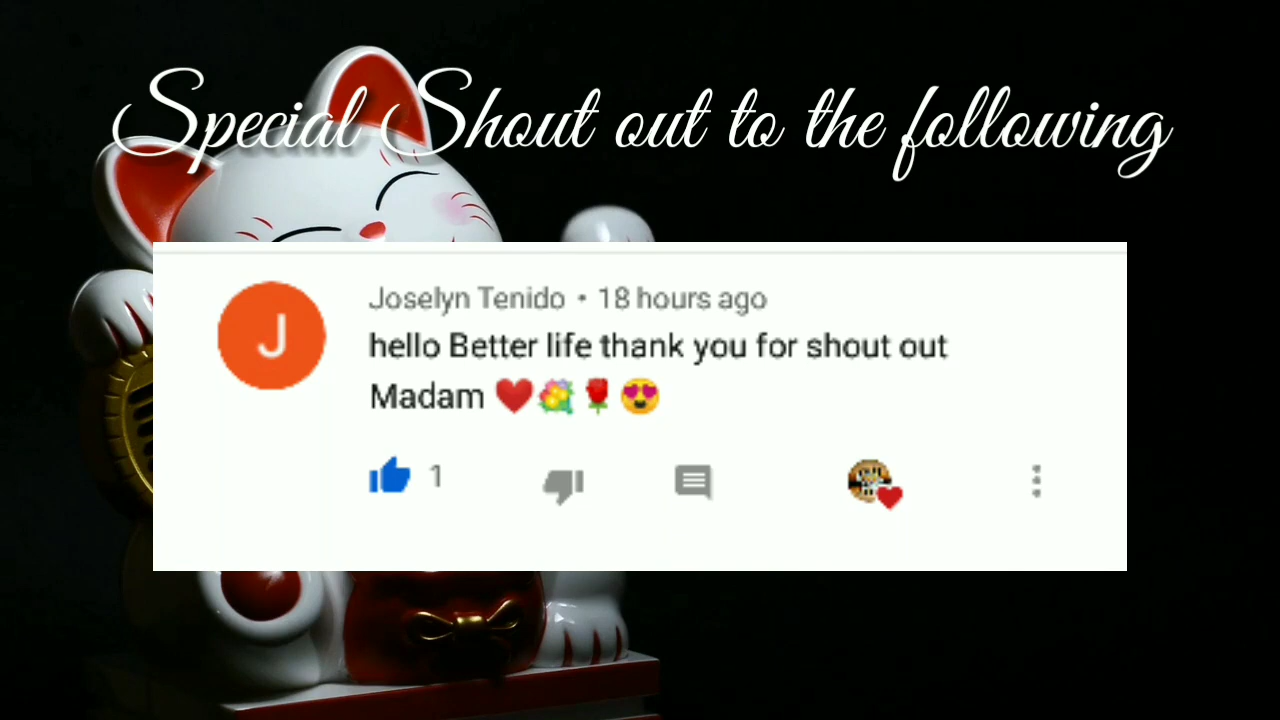 Special Shout out to the following
Joselyn Tenido • 18 hours ago
J
hello Better life thank you for shout out
Madam ❤️💐🌹😍
1